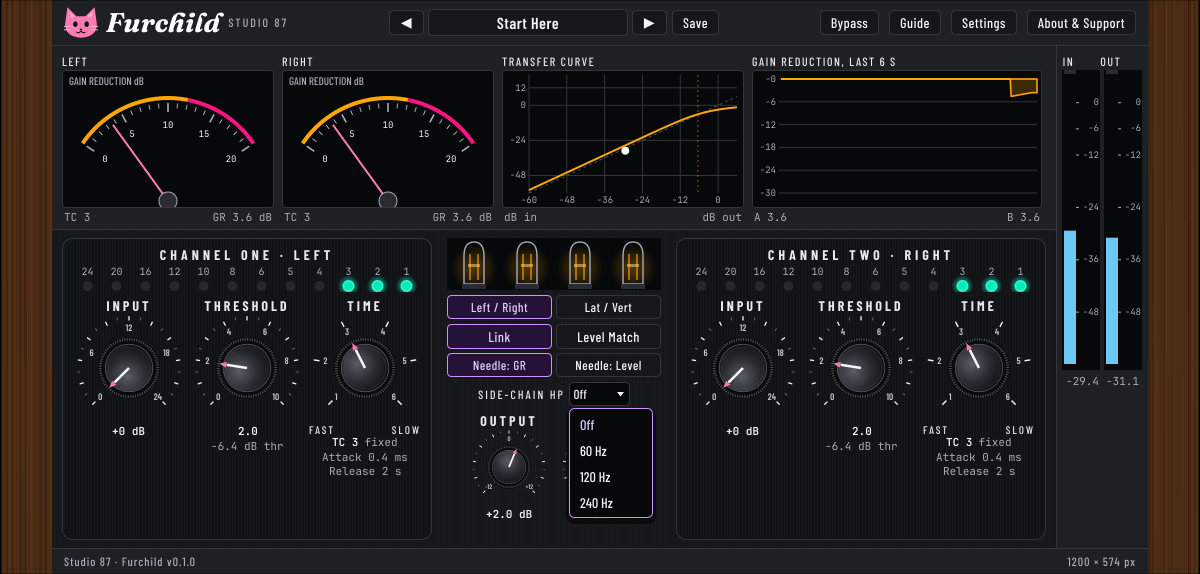 Furchild STUDIO 87
◀ Start Here ▶ Save
Bypass Guide Settings About & Support
LEFT RIGHT TRANSFER CURVE GAIN REDUCTION, LAST 6 S IN OUT
GAIN REDUCTION dB
0 5 10 15 20
GAIN REDUCTION dB
0 5 10 15 20
12
0
-24
-48
-60 -48 -36 -24 -12 0
-0
-6
-12
-18
-24
-30
- 0 - 0
-6 -6
-12 -12
-24 -24
-36 -36
-48 -48
TC 3 GR 3.6 dB TC 3 GR 3.6 dB dB in dB out A 3.6 B 3.6
-29.4 -31.1
CHANNEL ONE · LEFT
24 20 16 12 10 8 6 5 4 3 2 1
INPUT THRESHOLD TIME
0 6 12 18 24
0 2 4 6 8 10
1 2 3 4 5 6
+0 dB 2.0 FAST SLOW
-6.4 dB thr TC 3 fixed
Attack 0.4 ms
Release 2 s
Left / Right Lat / Vert
Link Level Match
Needle: GR Needle: Level
SIDE-CHAIN HP Off
Off
60 Hz
120 Hz
240 Hz
OUTPUT
0
-12 +12
-12
+2.0 dB
CHANNEL TWO · RIGHT
24 20 16 12 10 8 6 5 4 3 2 1
INPUT THRESHOLD TIME
0 6 12 18 24
0 2 4 6 8 10
1 2 3 4 5 6
+0 dB 2.0 FAST SLOW
-6.4 dB thr TC 3 fixed
Attack 0.4 ms
Release 2 s
Studio 87 - Furchild v0.1.0 1200 × 574 px